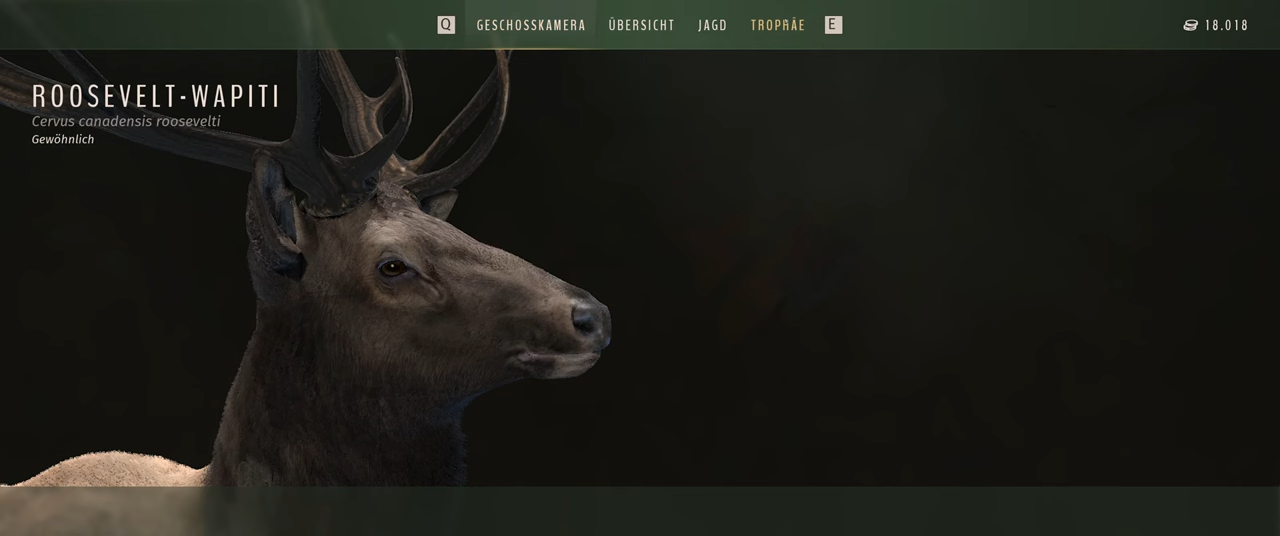 Q GESCHOSSKAMERA ÜBERSICHT JAGD TROPHÄE E 18.018
ROOSEVELT-WAPITI
Cervus canadensis roosevelti
Gewöhnlich